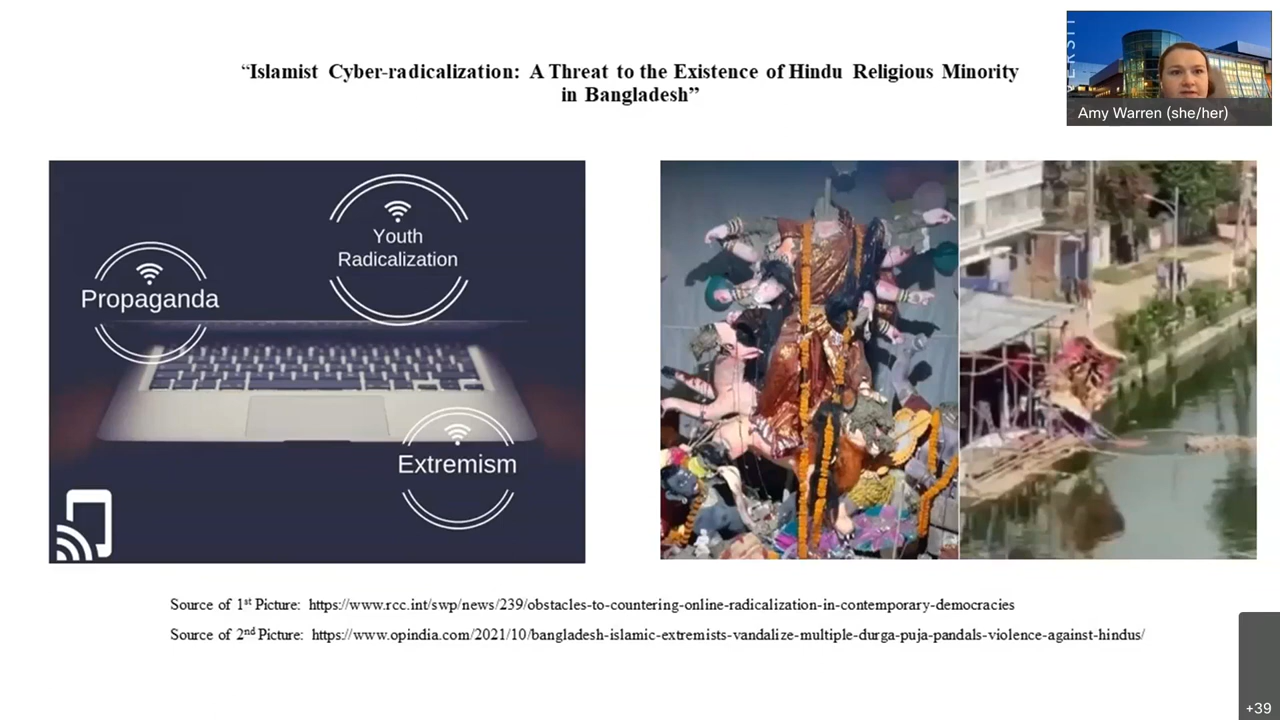 “Islamist Cyber-radicalization: A Threat to the Existence of Hindu Religious Minority
in Bangladesh”
ERSIT
Amy Warren (she/her)
Youth
Radicalization
Propaganda
Extremism
Source of 1st Picture: https://www.rcc.int/swp/news/239/obstacles-to-countering-online-radicalization-in-contemporary-democracies
Source of 2nd Picture: https://www.opindia.com/2021/10/bangladesh-islamic-extremists-vandalize-multiple-durga-puja-pandals-violence-against-hindus/
+39